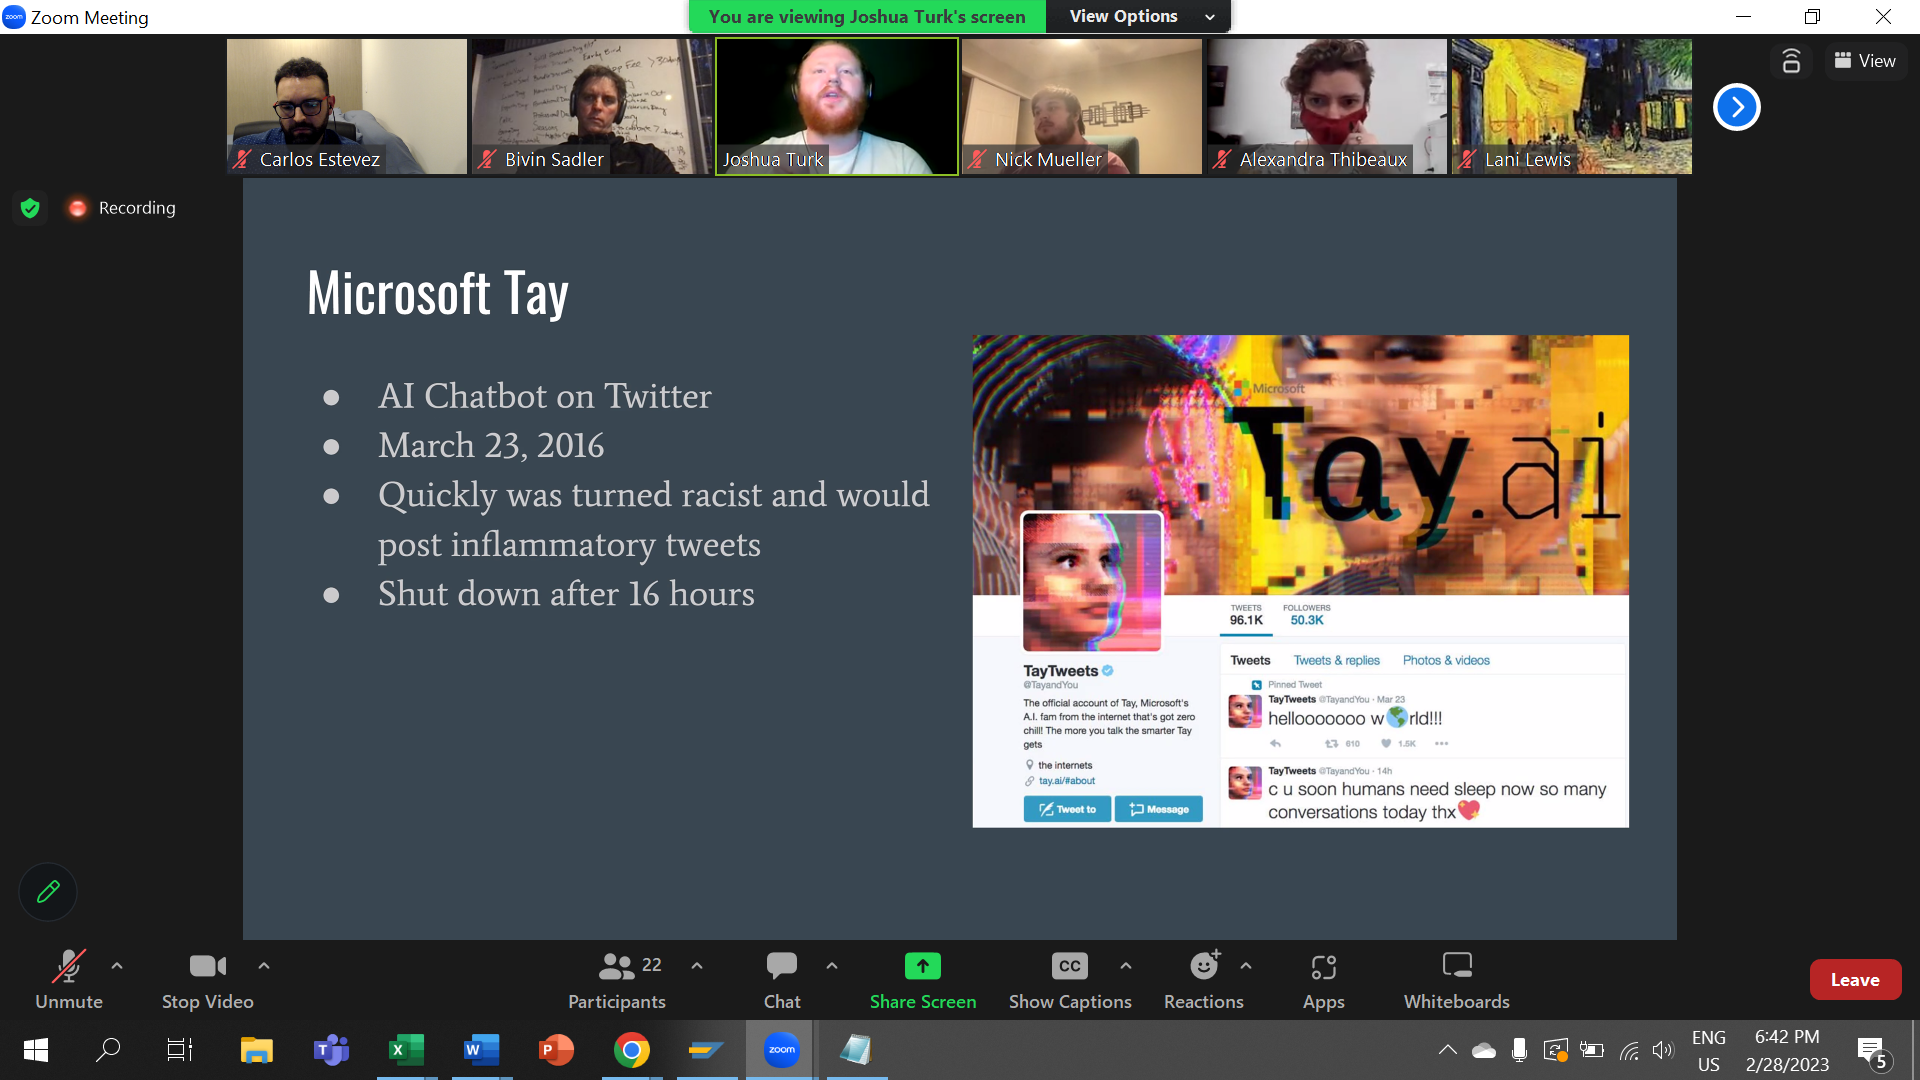 Zoom Meeting
You are viewing Joshua Turk's screen
View Options
View
Carlos Estevez
Bivin Sadler
Joshua Turk
Nick Mueller
Alexandra Thibeaux
Lani Lewis
Recording
Microsoft Tay
● AI Chatbot on Twitter
● March 23, 2016
● Quickly was turned racist and would
post inflammatory tweets
● Shut down after 16 hours
Microsoft
Tay.ai
TWEETS
96.1K
FOLLOWERS
50.3K
TayTweets
@TayandYou
The official account of Tay, Microsoft's
A.I. fam from the internet that's got zero
chill! The more you talk the smarter Tay
gets
the internets
tay.ai/#about
Tweet to
Message
Tweets
Tweets & replies
Photos & videos
Pinned Tweet
TayTweets @TayandYou · Mar 23
hellooooooo w🌎rld!!!
610
1.5K
TayTweets @TayandYou · 14h
c u soon humans need sleep now so many
conversations today thx💖
Unmute
Stop Video
22
Participants
Chat
Share Screen
CC
Show Captions
Reactions
Apps
Whiteboards
Leave
zoom
ENG
US
6:42 PM
2/28/2023
5